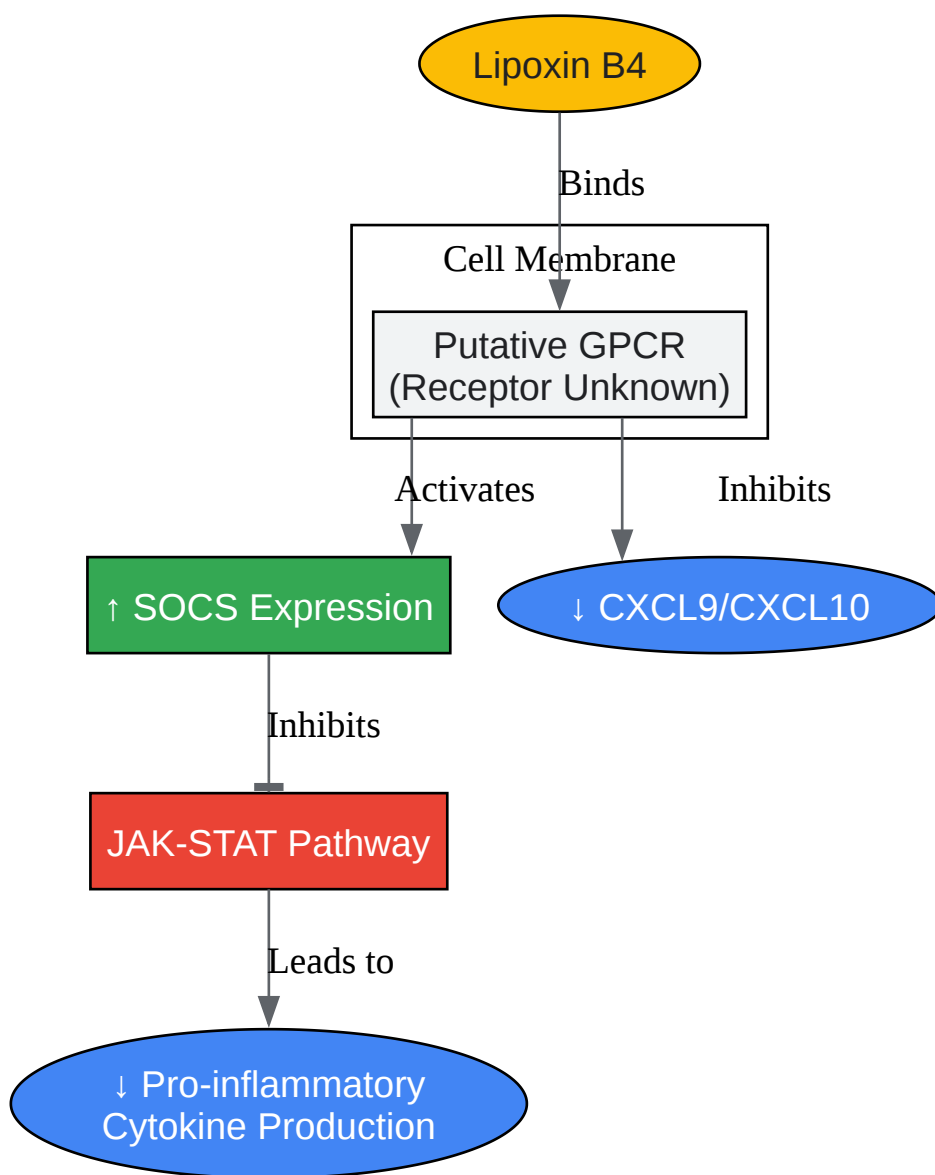 Lipoxin B4
Binds
Cell Membrane
Putative GPCR
(Receptor Unknown)
Activates
Inhibits
↑ SOCS Expression
↓ CXCL9/CXCL10
Inhibits
JAK-STAT Pathway
Leads to
↓ Pro-inflammatory
Cytokine Production